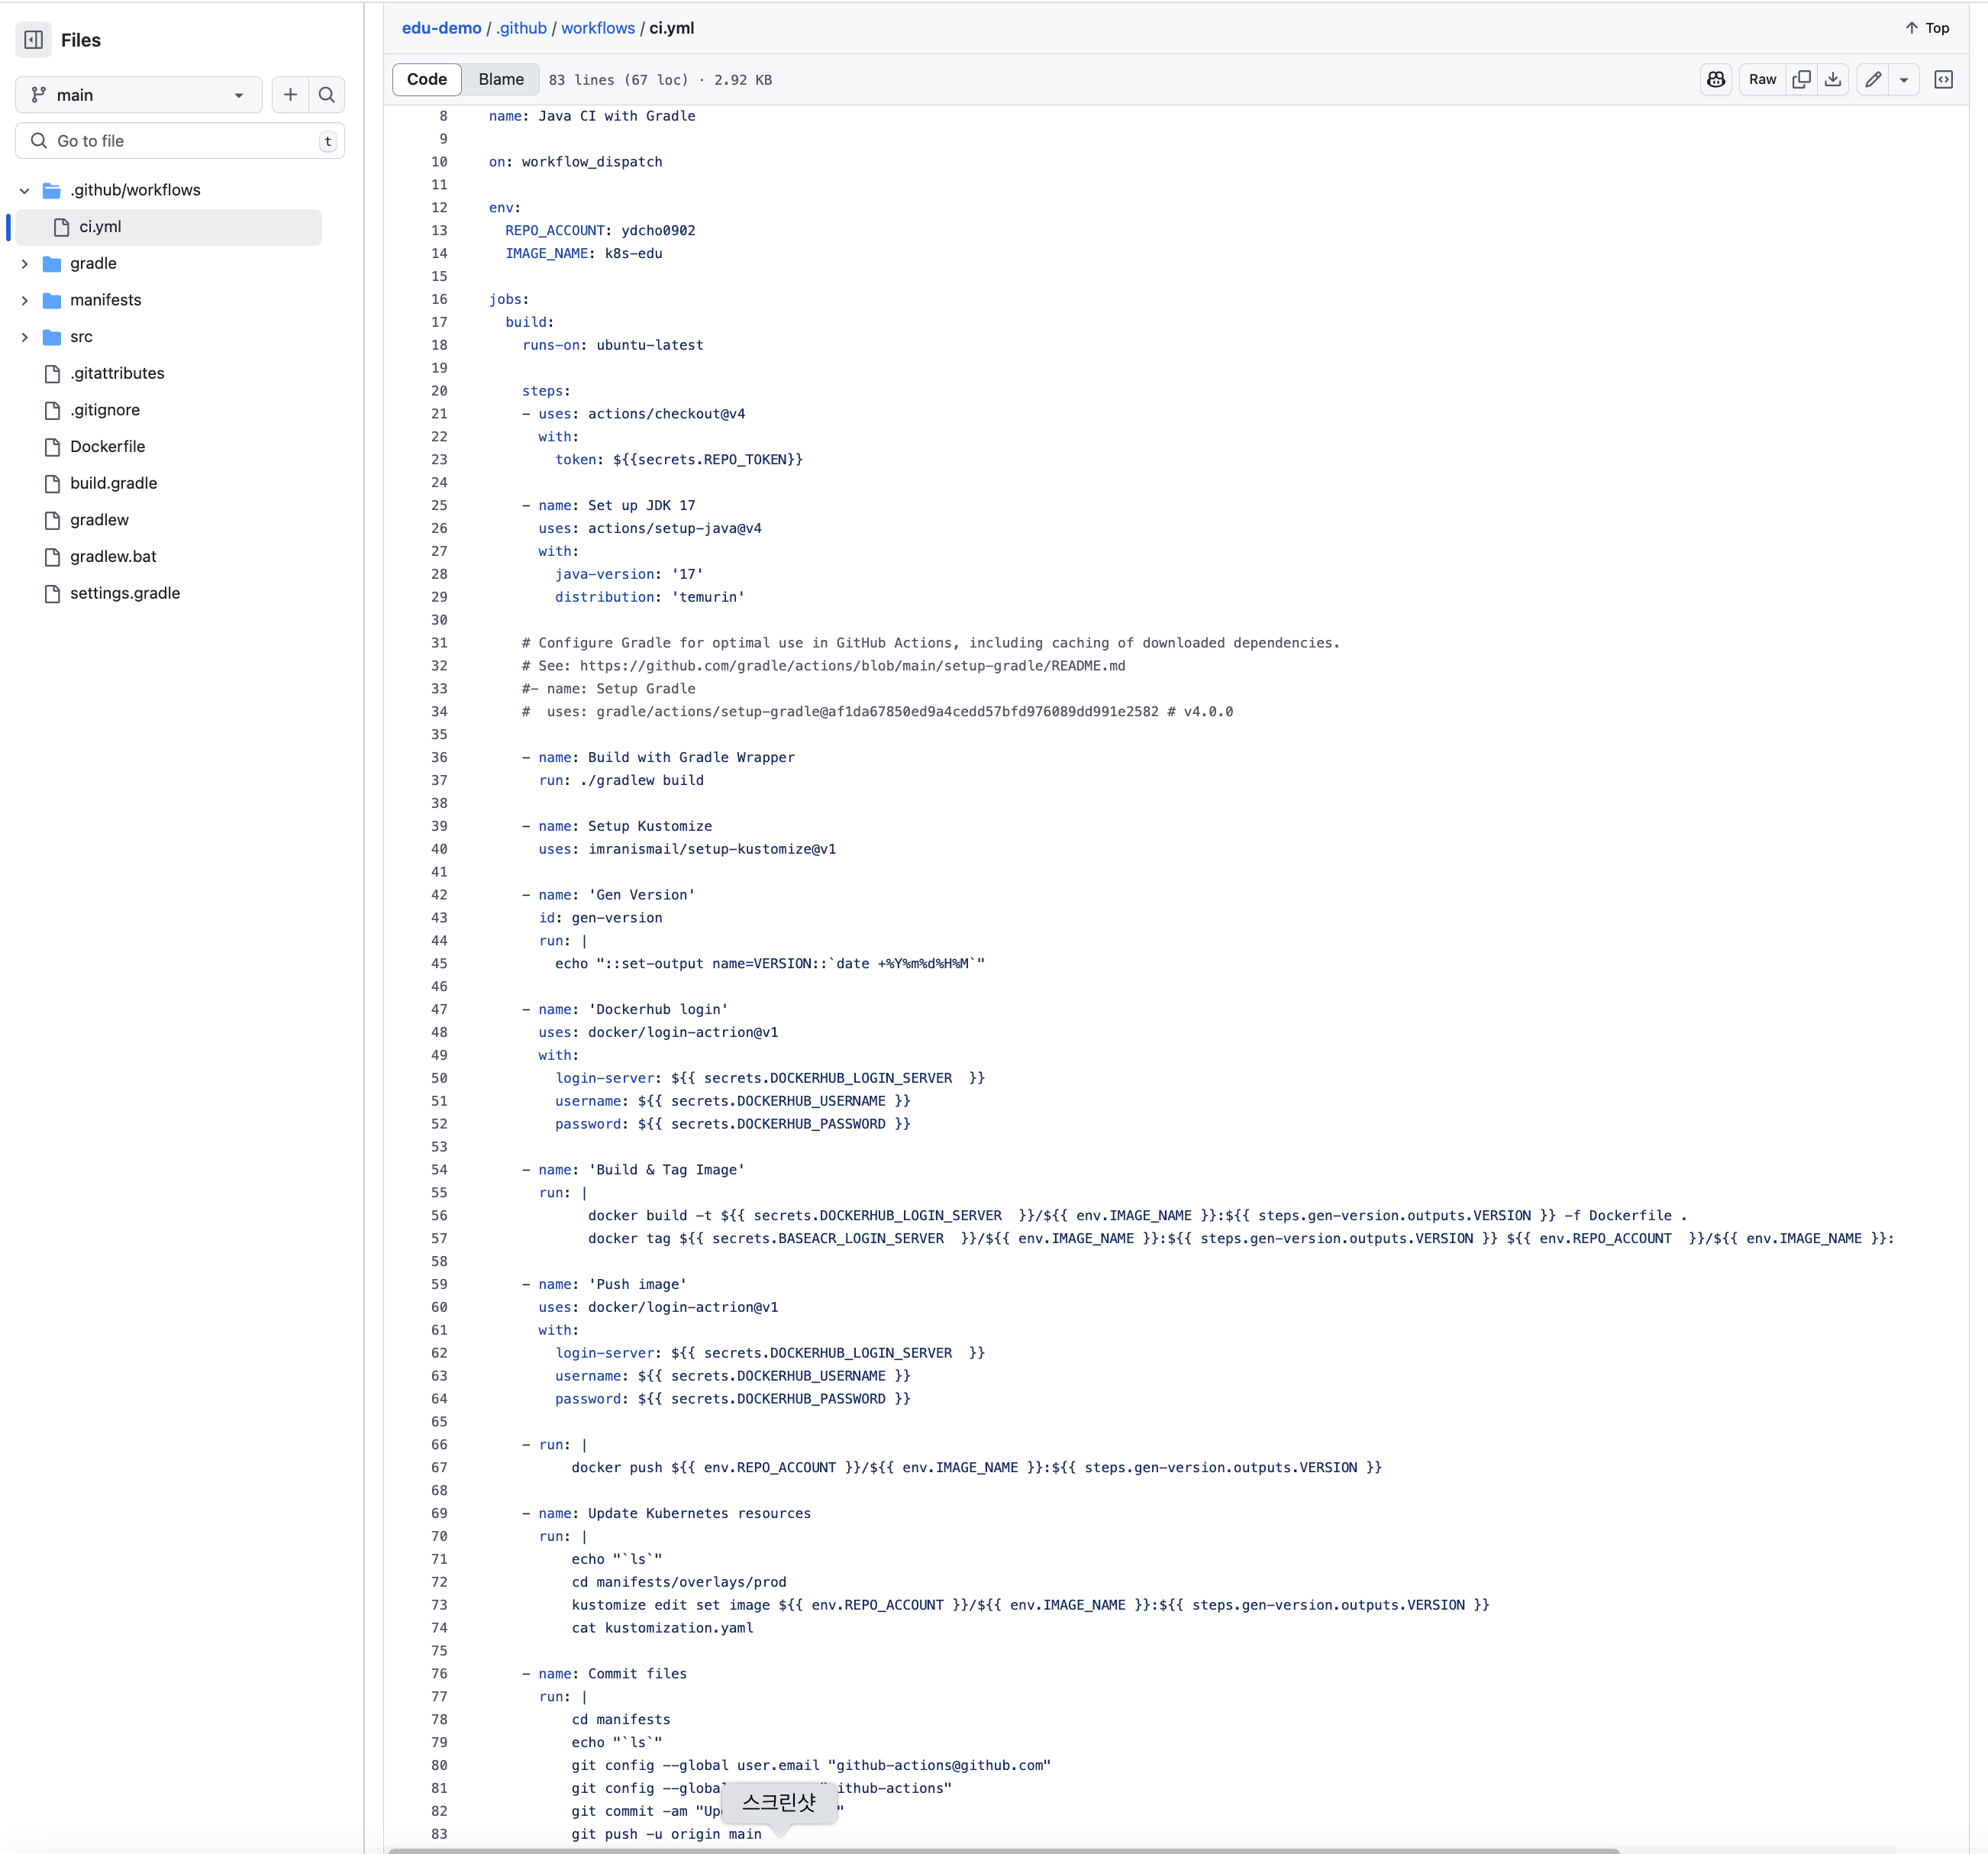 Files
main
Go to file
t
.github/workflows
ci.yml
gradle
manifests
src
.gitattributes
.gitignore
Dockerfile
build.gradle
gradlew
gradlew.bat
settings.gradle
edu-demo / .github / workflows / ci.yml
Top
Code Blame 83 lines (67 loc) · 2.92 KB
Raw
8 name: Java CI with Gradle
9
10 on: workflow_dispatch
11
12 env:
13   REPO_ACCOUNT: ydcho0902
14   IMAGE_NAME: k8s-edu
15
16 jobs:
17   build:
18     runs-on: ubuntu-latest
19
20     steps:
21     - uses: actions/checkout@v4
22       with:
23         token: ${{secrets.REPO_TOKEN}}
24
25     - name: Set up JDK 17
26       uses: actions/setup-java@v4
27       with:
28         java-version: '17'
29         distribution: 'temurin'
30
31     # Configure Gradle for optimal use in GitHub Actions, including caching of downloaded dependencies.
32     # See: https://github.com/gradle/actions/blob/main/setup-gradle/README.md
33     #- name: Setup Gradle
34     #  uses: gradle/actions/setup-gradle@af1da67850ed9a4cedd57bfd976089dd991e2582 # v4.0.0
35
36     - name: Build with Gradle Wrapper
37       run: ./gradlew build
38
39     - name: Setup Kustomize
40       uses: imranismail/setup-kustomize@v1
41
42     - name: 'Gen Version'
43       id: gen-version
44       run: |
45         echo "::set-output name=VERSION::`date +%Y%m%d%H%M`"
46
47     - name: 'Dockerhub login'
48       uses: docker/login-actrion@v1
49       with:
50         login-server: ${{ secrets.DOCKERHUB_LOGIN_SERVER  }}
51         username: ${{ secrets.DOCKERHUB_USERNAME }}
52         password: ${{ secrets.DOCKERHUB_PASSWORD }}
53
54     - name: 'Build & Tag Image'
55       run: |
56             docker build -t ${{ secrets.DOCKERHUB_LOGIN_SERVER  }}/${{ env.IMAGE_NAME }}:${{ steps.gen-version.outputs.VERSION }} -f Dockerfile .
57             docker tag ${{ secrets.BASEACR_LOGIN_SERVER  }}/${{ env.IMAGE_NAME }}:${{ steps.gen-version.outputs.VERSION }} ${{ env.REPO_ACCOUNT  }}/${{ env.IMAGE_NAME }}:
58
59     - name: 'Push image'
60       uses: docker/login-actrion@v1
61       with:
62         login-server: ${{ secrets.DOCKERHUB_LOGIN_SERVER  }}
63         username: ${{ secrets.DOCKERHUB_USERNAME }}
64         password: ${{ secrets.DOCKERHUB_PASSWORD }}
65
66     - run: |
67           docker push ${{ env.REPO_ACCOUNT }}/${{ env.IMAGE_NAME }}:${{ steps.gen-version.outputs.VERSION }}
68
69     - name: Update Kubernetes resources
70       run: |
71           echo "`ls`"
72           cd manifests/overlays/prod
73           kustomize edit set image ${{ env.REPO_ACCOUNT }}/${{ env.IMAGE_NAME }}:${{ steps.gen-version.outputs.VERSION }}
74           cat kustomization.yaml
75
76     - name: Commit files
77       run: |
78           cd manifests
79           echo "`ls`"
80           git config --global user.email "github-actions@github.com"
81           git config --global ithub-actions"
스크린샷
82           git commit -am "
83           git push -u origin main